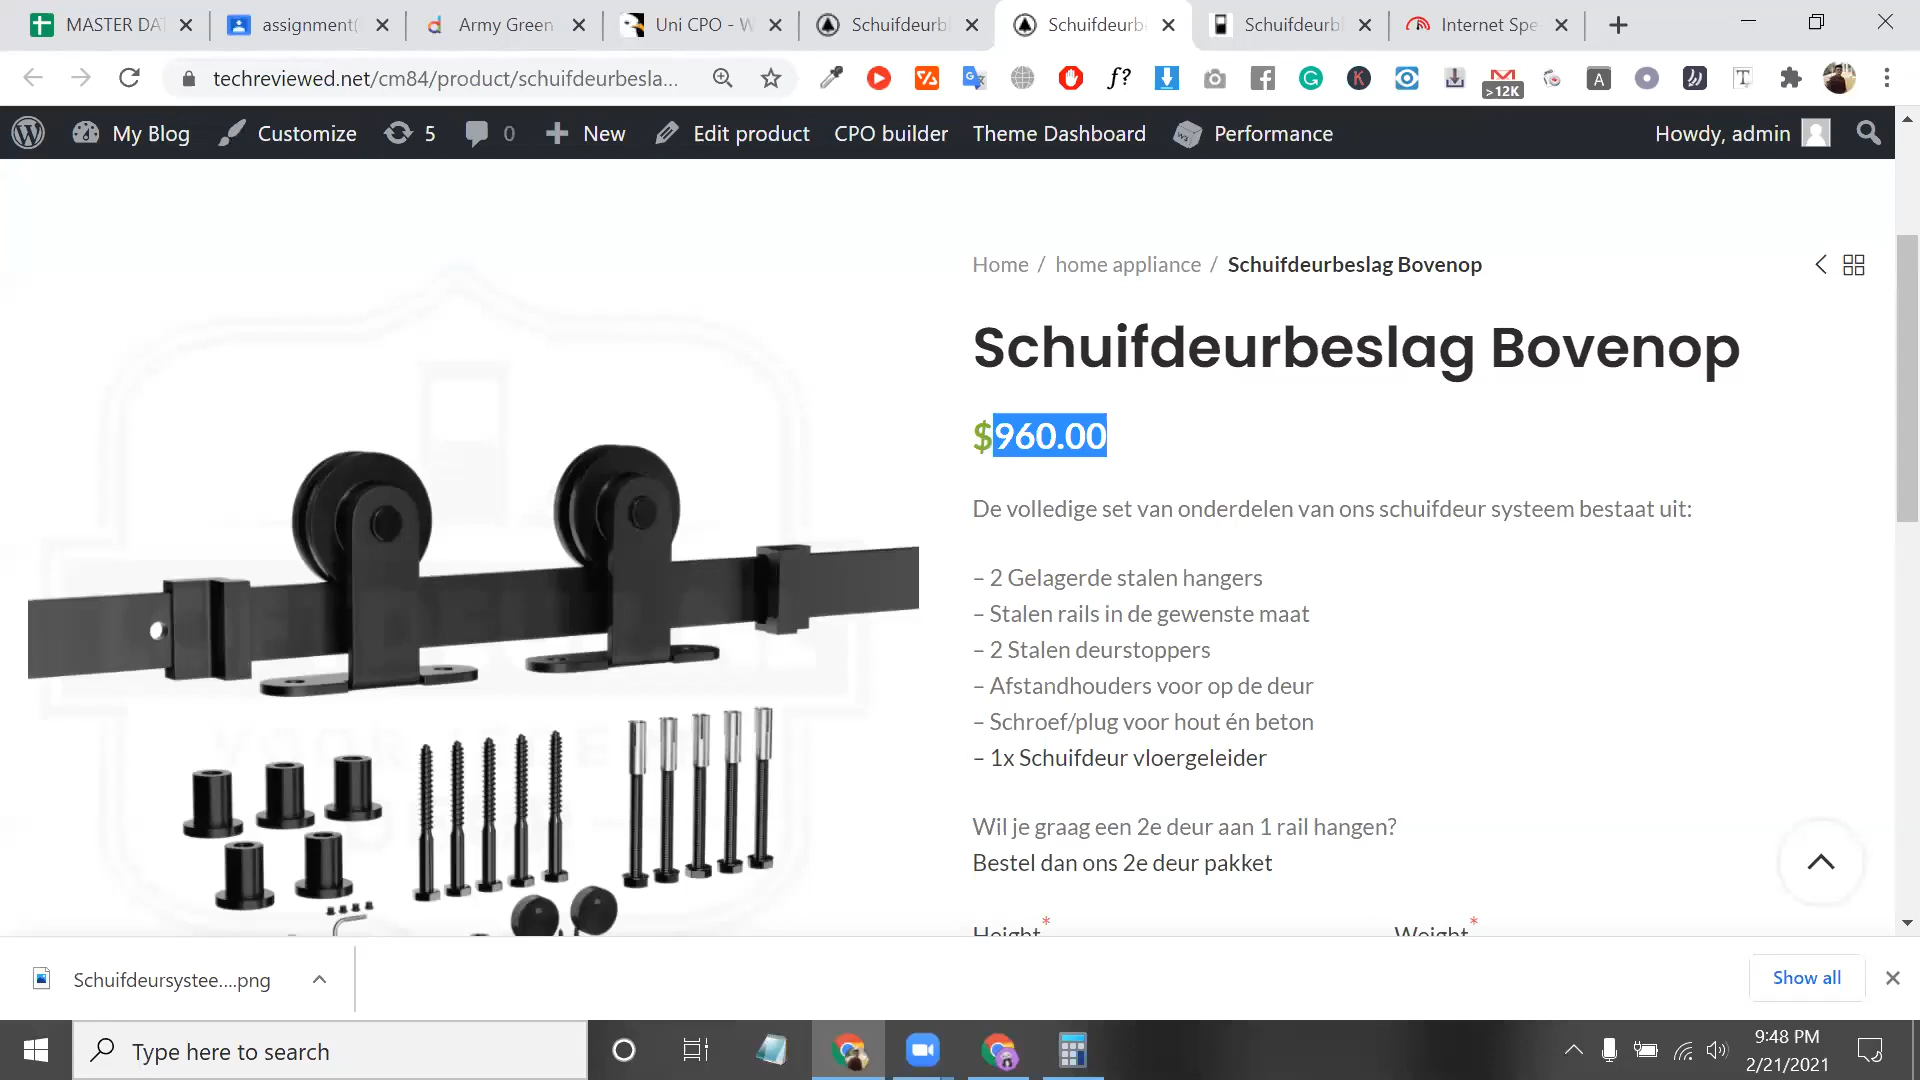 MASTER DA
assignment(
Army Green
Uni CPO - W
Schuifdeurb
Schuifdeurb
Schuifdeurb
Internet Spe
techreviewed.net/cm84/product/schuifdeurbesla...
f?
>12K
My Blog
Customize
5
0
New
Edit product
CPO builder
Theme Dashboard
Performance
Howdy, admin
Home / home appliance / Schuifdeurbeslag Bovenop
Schuifdeurbeslag Bovenop
$960.00
De volledige set van onderdelen van ons schuifdeur systeem bestaat uit:
– 2 Gelagerde stalen hangers
– Stalen rails in de gewenste maat
– 2 Stalen deurstoppers
– Afstandhouders voor op de deur
– Schroef/plug voor hout én beton
– 1x Schuifdeur vloergeleider
Wil je graag een 2e deur aan 1 rail hangen?
Bestel dan ons 2e deur pakket
Height*
Weight*
Schuifdeursystee....png
Show all
Type here to search
9:48 PM
2/21/2021